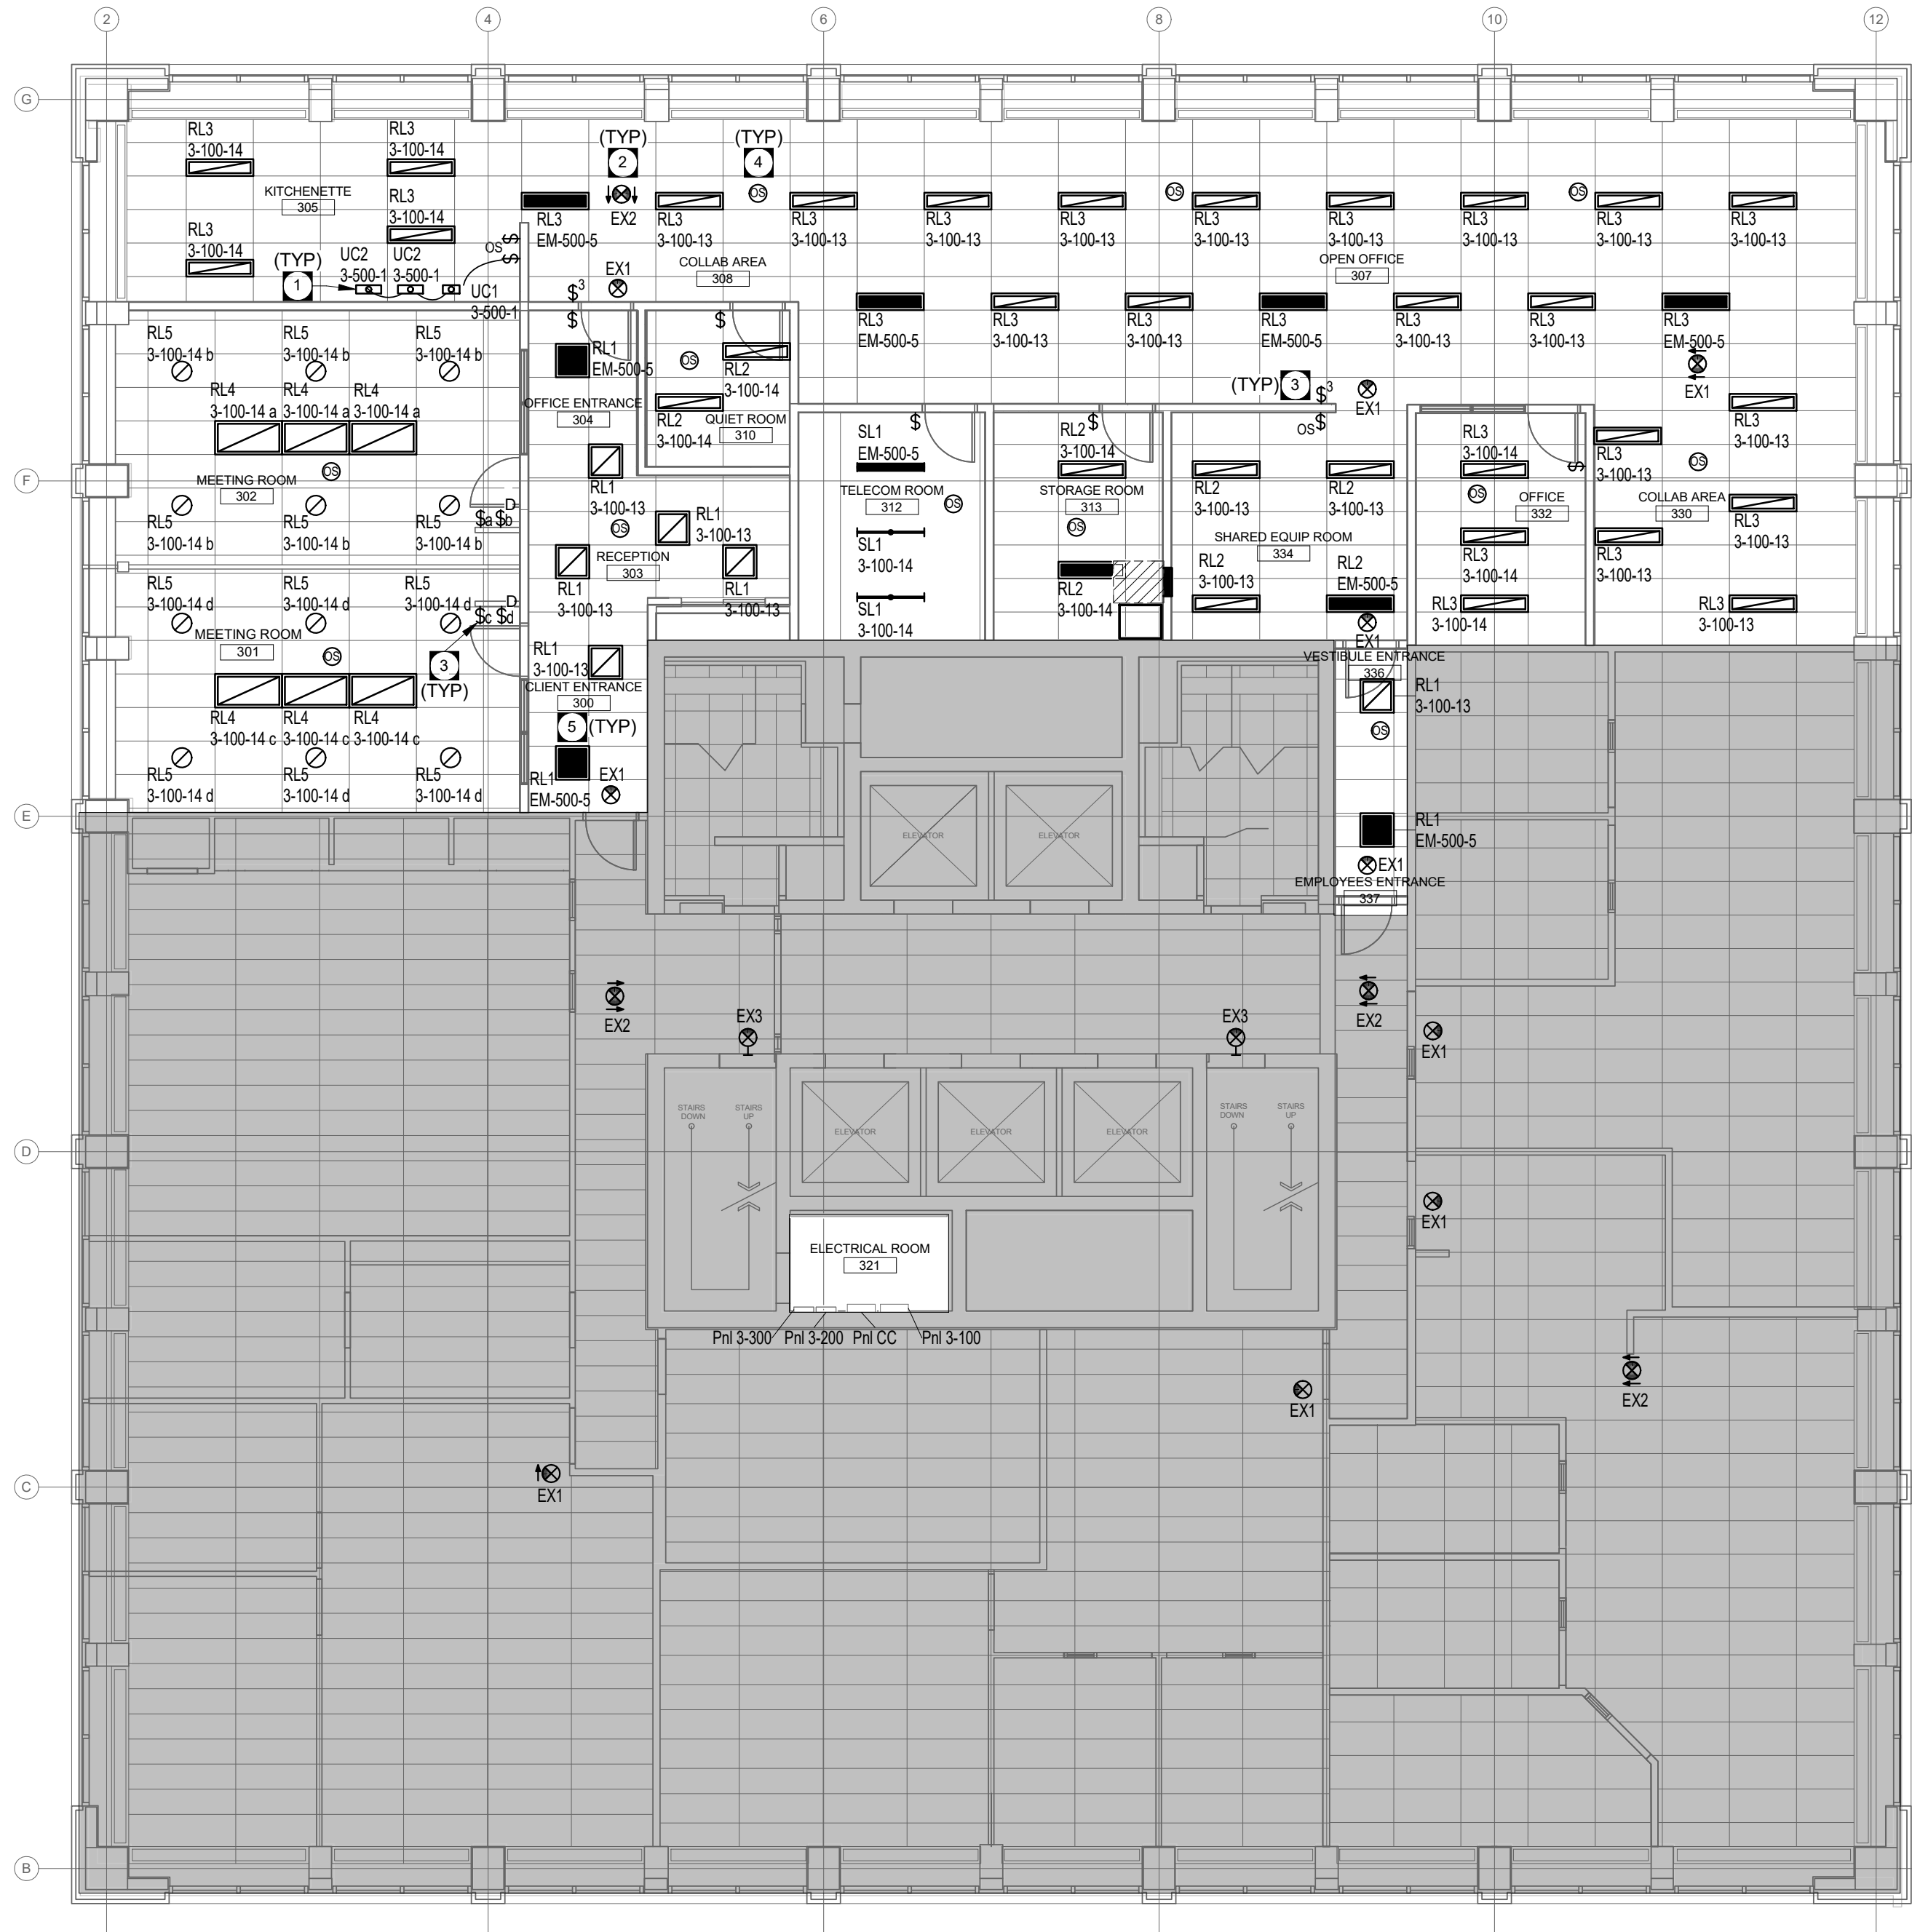 2
4
6
8
10
12
G
RL3
3-100-14
RL3
3-100-14
(TYP)
2
(TYP)
4
KITCHENETTE
305
RL3
3-100-14
OS
EX2
OS
OS
RL3
EM-500-5
RL3
3-100-13
RL3
3-100-13
RL3
3-100-13
RL3
3-100-13
RL3
3-100-13
RL3
3-100-13
RL3
3-100-13
RL3
3-100-13
RL3
3-100-13
RL3
3-100-14
(TYP)
1
UC2
3-500-1
UC2
3-500-1
OS
$
$
UC1
3-500-1
EX1
COLLAB AREA
308
OPEN OFFICE
307
$3
$
$
RL3
EM-500-5
RL3
3-100-13
RL3
3-100-13
RL3
EM-500-5
RL3
3-100-13
RL3
3-100-13
RL3
EM-500-5
EX1
RL5
3-100-14 b
RL5
3-100-14 b
RL5
3-100-14 b
RL1
EM-500-5
OS
RL2
3-100-14
RL4
3-100-14 a
RL4
3-100-14 a
RL4
3-100-14 a
OFFICE ENTRANCE
304
RL2
3-100-14
QUIET ROOM
310
(TYP)
3
$3
EX1
OS
$
$
$
SL1
EM-500-5
RL2
3-100-14
RL3
3-100-14
$
RL3
3-100-13
RL3
3-100-13
OS
MEETING ROOM
302
OS
RL5
3-100-14 b
RL5
3-100-14 b
RL5
3-100-14 b
D
$a $b
RL1
3-100-13
OS
RL1
3-100-13
TELECOM ROOM
312
OS
STORAGE ROOM
313
OS
RL2
3-100-13
RL2
3-100-13
OS
OFFICE
332
COLLAB AREA
330
RL3
3-100-13
SHARED EQUIP ROOM
334
SL1
3-100-14
RECEPTION
303
RL1
3-100-13
RL1
3-100-13
RL2
3-100-14
RL2
3-100-13
RL2
EM-500-5
RL3
3-100-14
RL3
3-100-13
RL5
3-100-14 d
RL5
3-100-14 d
RL5
3-100-14 d
D
$c $d
SL1
3-100-14
RL3
3-100-14
RL3
3-100-13
MEETING ROOM
301
OS
3
(TYP)
RL1
3-100-13
EX1
VESTIBULE ENTRANCE
336
RL1
3-100-13
OS
CLIENT ENTRANCE
300
5
(TYP)
RL4
3-100-14 c
RL4
3-100-14 c
RL4
3-100-14 c
RL5
3-100-14 d
RL5
3-100-14 d
RL5
3-100-14 d
RL1
EM-500-5
EX1
F
E
ELEVATOR
ELEVATOR
RL1
EM-500-5
EX1
EMPLOYEES ENTRANCE
337
EX2
EX3
EX3
EX2
EX1
STAIRS
DOWN
STAIRS
UP
ELEVATOR
ELEVATOR
ELEVATOR
STAIRS
DOWN
STAIRS
UP
D
EX1
ELECTRICAL ROOM
321
Pnl 3-300
Pnl 3-200
Pnl CC
Pnl 3-100
EX1
EX2
C
EX1
B